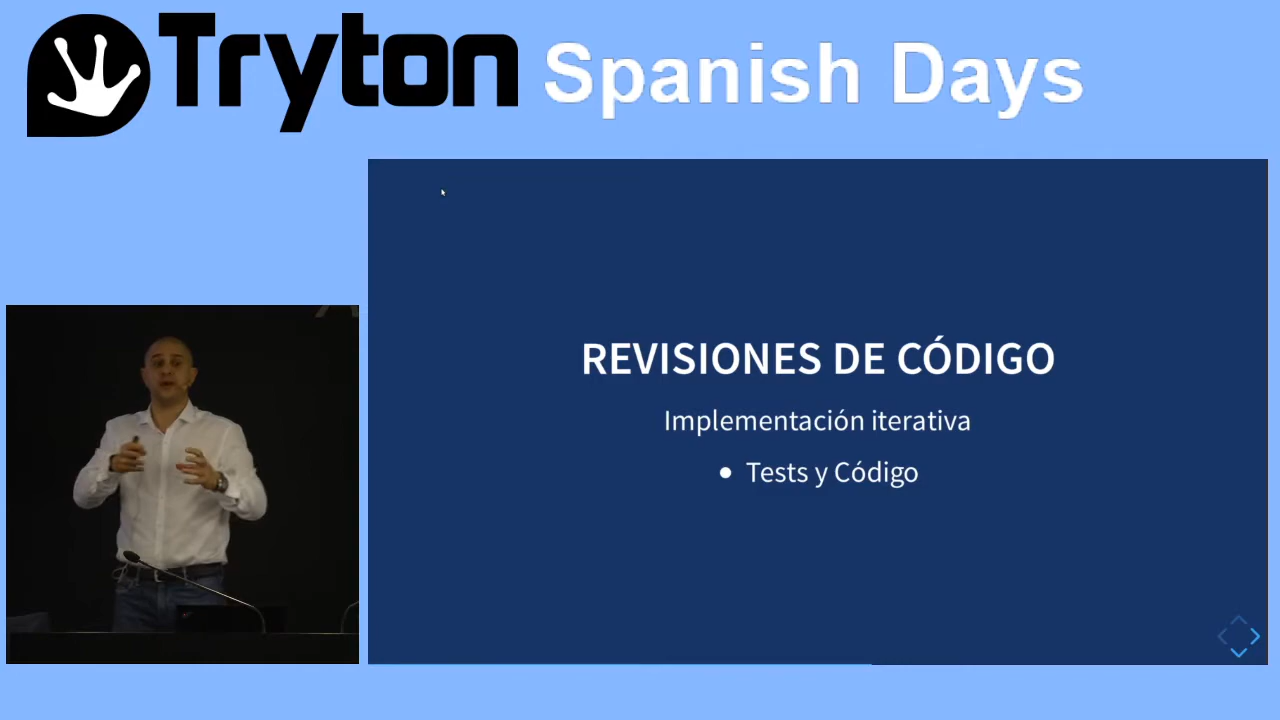 Tryton Spanish Days
REVISIONES DE CÓDIGO
Implementación iterativa
Tests y Código